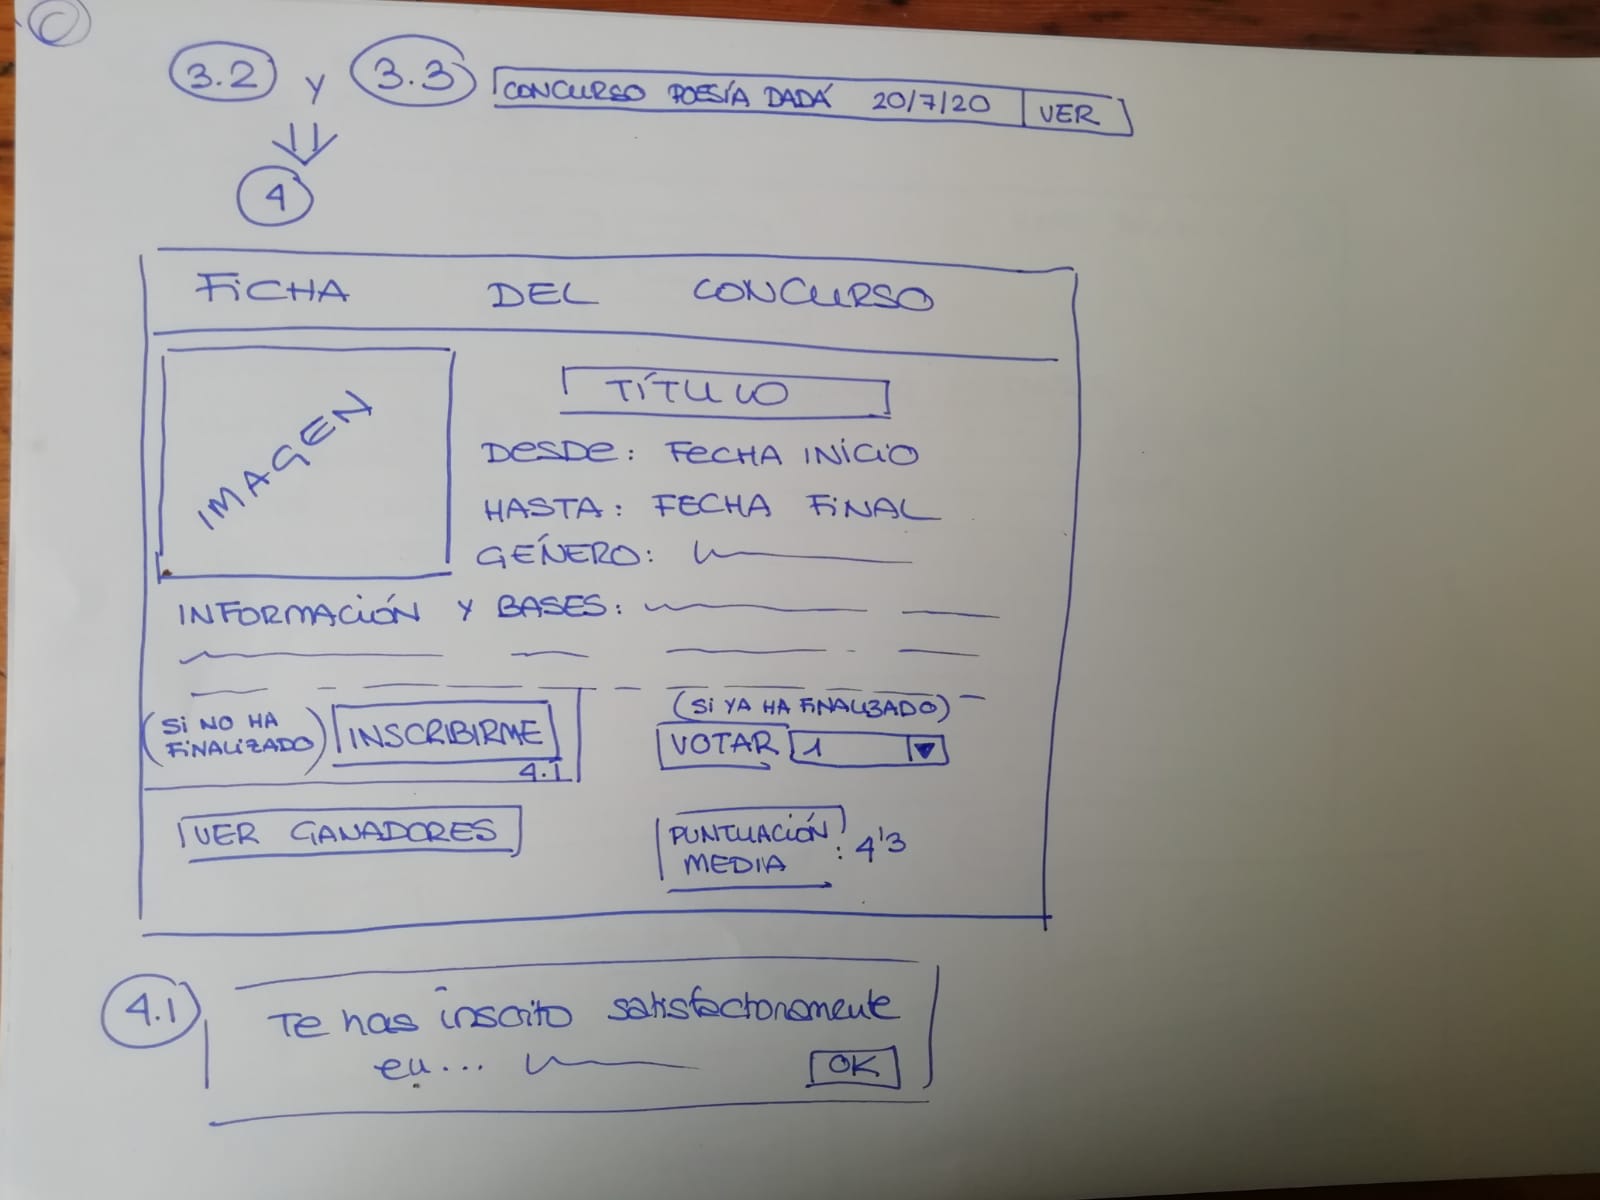 3.2 y 3.3 CONCURSO POESÍA DADÁ 20/7/20 VER
4
FICHA DEL CONCURSO
IMAGEN
TÍTULO
DESDE: FECHA INICIO
HASTA: FECHA FINAL
GÉNERO:
INFORMACIÓN Y BASES:
(SI NO HA
FINALIZADO)
INSCRIBIRME
4.1
(SI YA HA FINALIZADO)
VOTAR 1
VER GANADORES
PUNTUACIÓN
MEDIA : 4'3
4.1
Te has inscrito satisfactoriamente
en...
OK